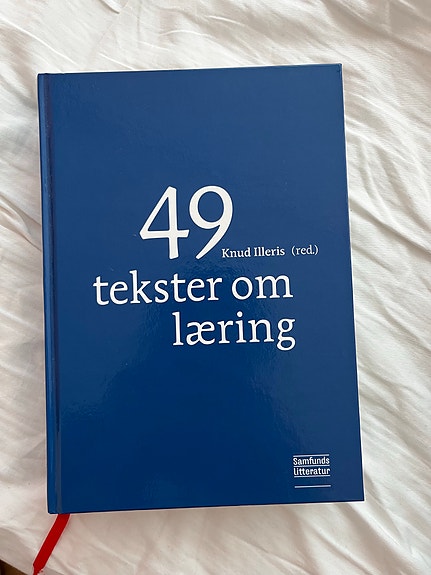 49
Knud Illeris (red.)
tekster om
læring
Samfunds
litteratur